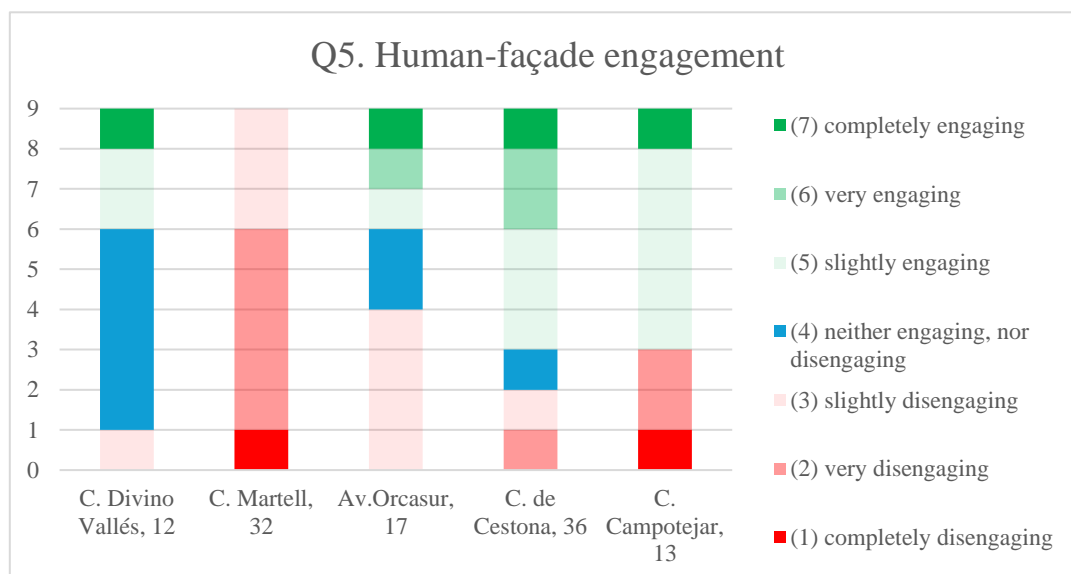 Q5. Human-façade engagement
9
8
7
6
5
4
3
2
1
0
C. Divino
Vallés, 12
C. Martell,
32
Av.Orcasur,
17
C. de
Cestona, 36
C.
Campotejar,
13
(7) completely engaging
(6) very engaging
(5) slightly engaging
(4) neither engaging, nor
disengaging
(3) slightly disengaging
(2) very disengaging
(1) completely disengaging